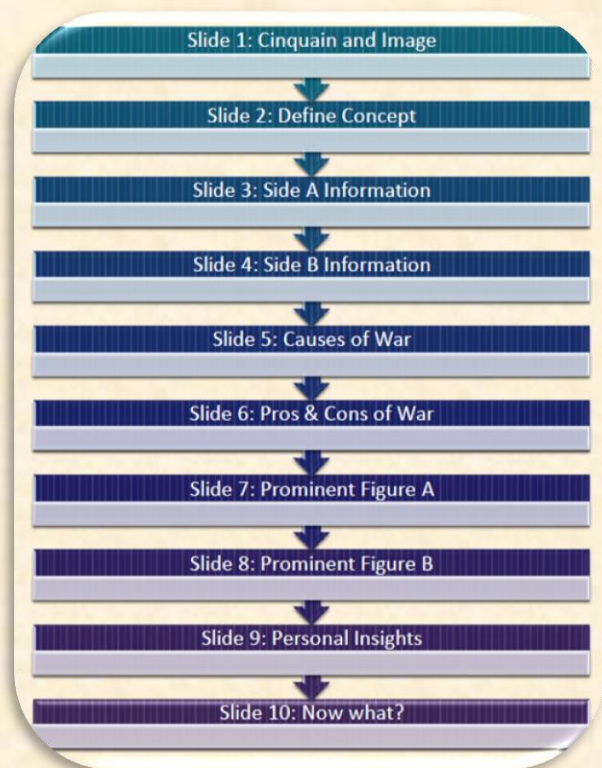 Slide 1: Cinquain and Image
Slide 2: Define Concept
Slide 3: Side A Information
Slide 4: Side B Information
Slide 5: Causes of War
Slide 6: Pros & Cons of War
Slide 7: Prominent Figure A
Slide 8: Prominent Figure B
Slide 9: Personal Insights
Slide 10: Now what?